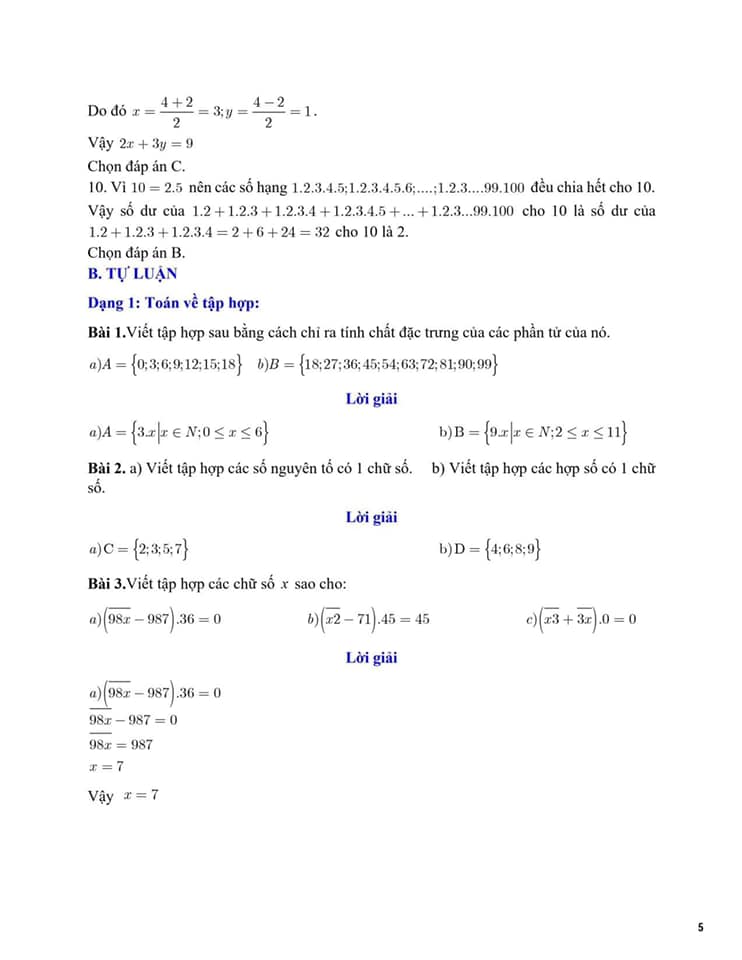 Do đó x = \frac{4+2}{2} = 3; y = \frac{4-2}{2} = 1.
Vậy 2x + 3y = 9
Chọn đáp án C.
10. Vì 10 = 2.5 nên các số hạng 1.2.3.4.5;1.2.3.4.5.6;....;1.2.3....99.100 đều chia hết cho 10.
Vậy số dư của 1.2 + 1.2.3 + 1.2.3.4 + 1.2.3.4.5 + ... + 1.2.3...99.100 cho 10 là số dư của
1.2 + 1.2.3 + 1.2.3.4 = 2 + 6 + 24 = 32 cho 10 là 2.
Chọn đáp án B.
B. TỰ LUẬN
Dạng 1: Toán về tập hợp:
Bài 1.Viết tập hợp sau bằng cách chỉ ra tính chất đặc trưng của các phần tử của nó.
a)A = {0;3;6;9;12;15;18} b)B = {18;27;36;45;54;63;72;81;90;99}
Lời giải
a)A = {3.x|x ∈ N;0 ≤ x ≤ 6} b)B = {9.x|x ∈ N;2 ≤ x ≤ 11}
Bài 2. a) Viết tập hợp các số nguyên tố có 1 chữ số. b) Viết tập hợp các hợp số có 1 chữ
số.
Lời giải
a)C = {2;3;5;7} b)D = {4;6;8;9}
Bài 3.Viết tập hợp các chữ số x sao cho:
a)(\overline{98x} − 987).36 = 0 b)(\overline{x2} − 71).45 = 45 c)(\overline{x3} + \overline{3x}).0 = 0
Lời giải
a)(\overline{98x} − 987).36 = 0
\overline{98x} − 987 = 0
\overline{98x} = 987
x = 7
Vậy x = 7
5